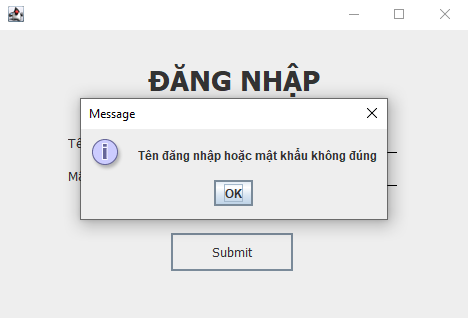 ĐĂNG NHẬP
Message
Tên đăng nhập hoặc mật khẩu không đúng
OK
Submit